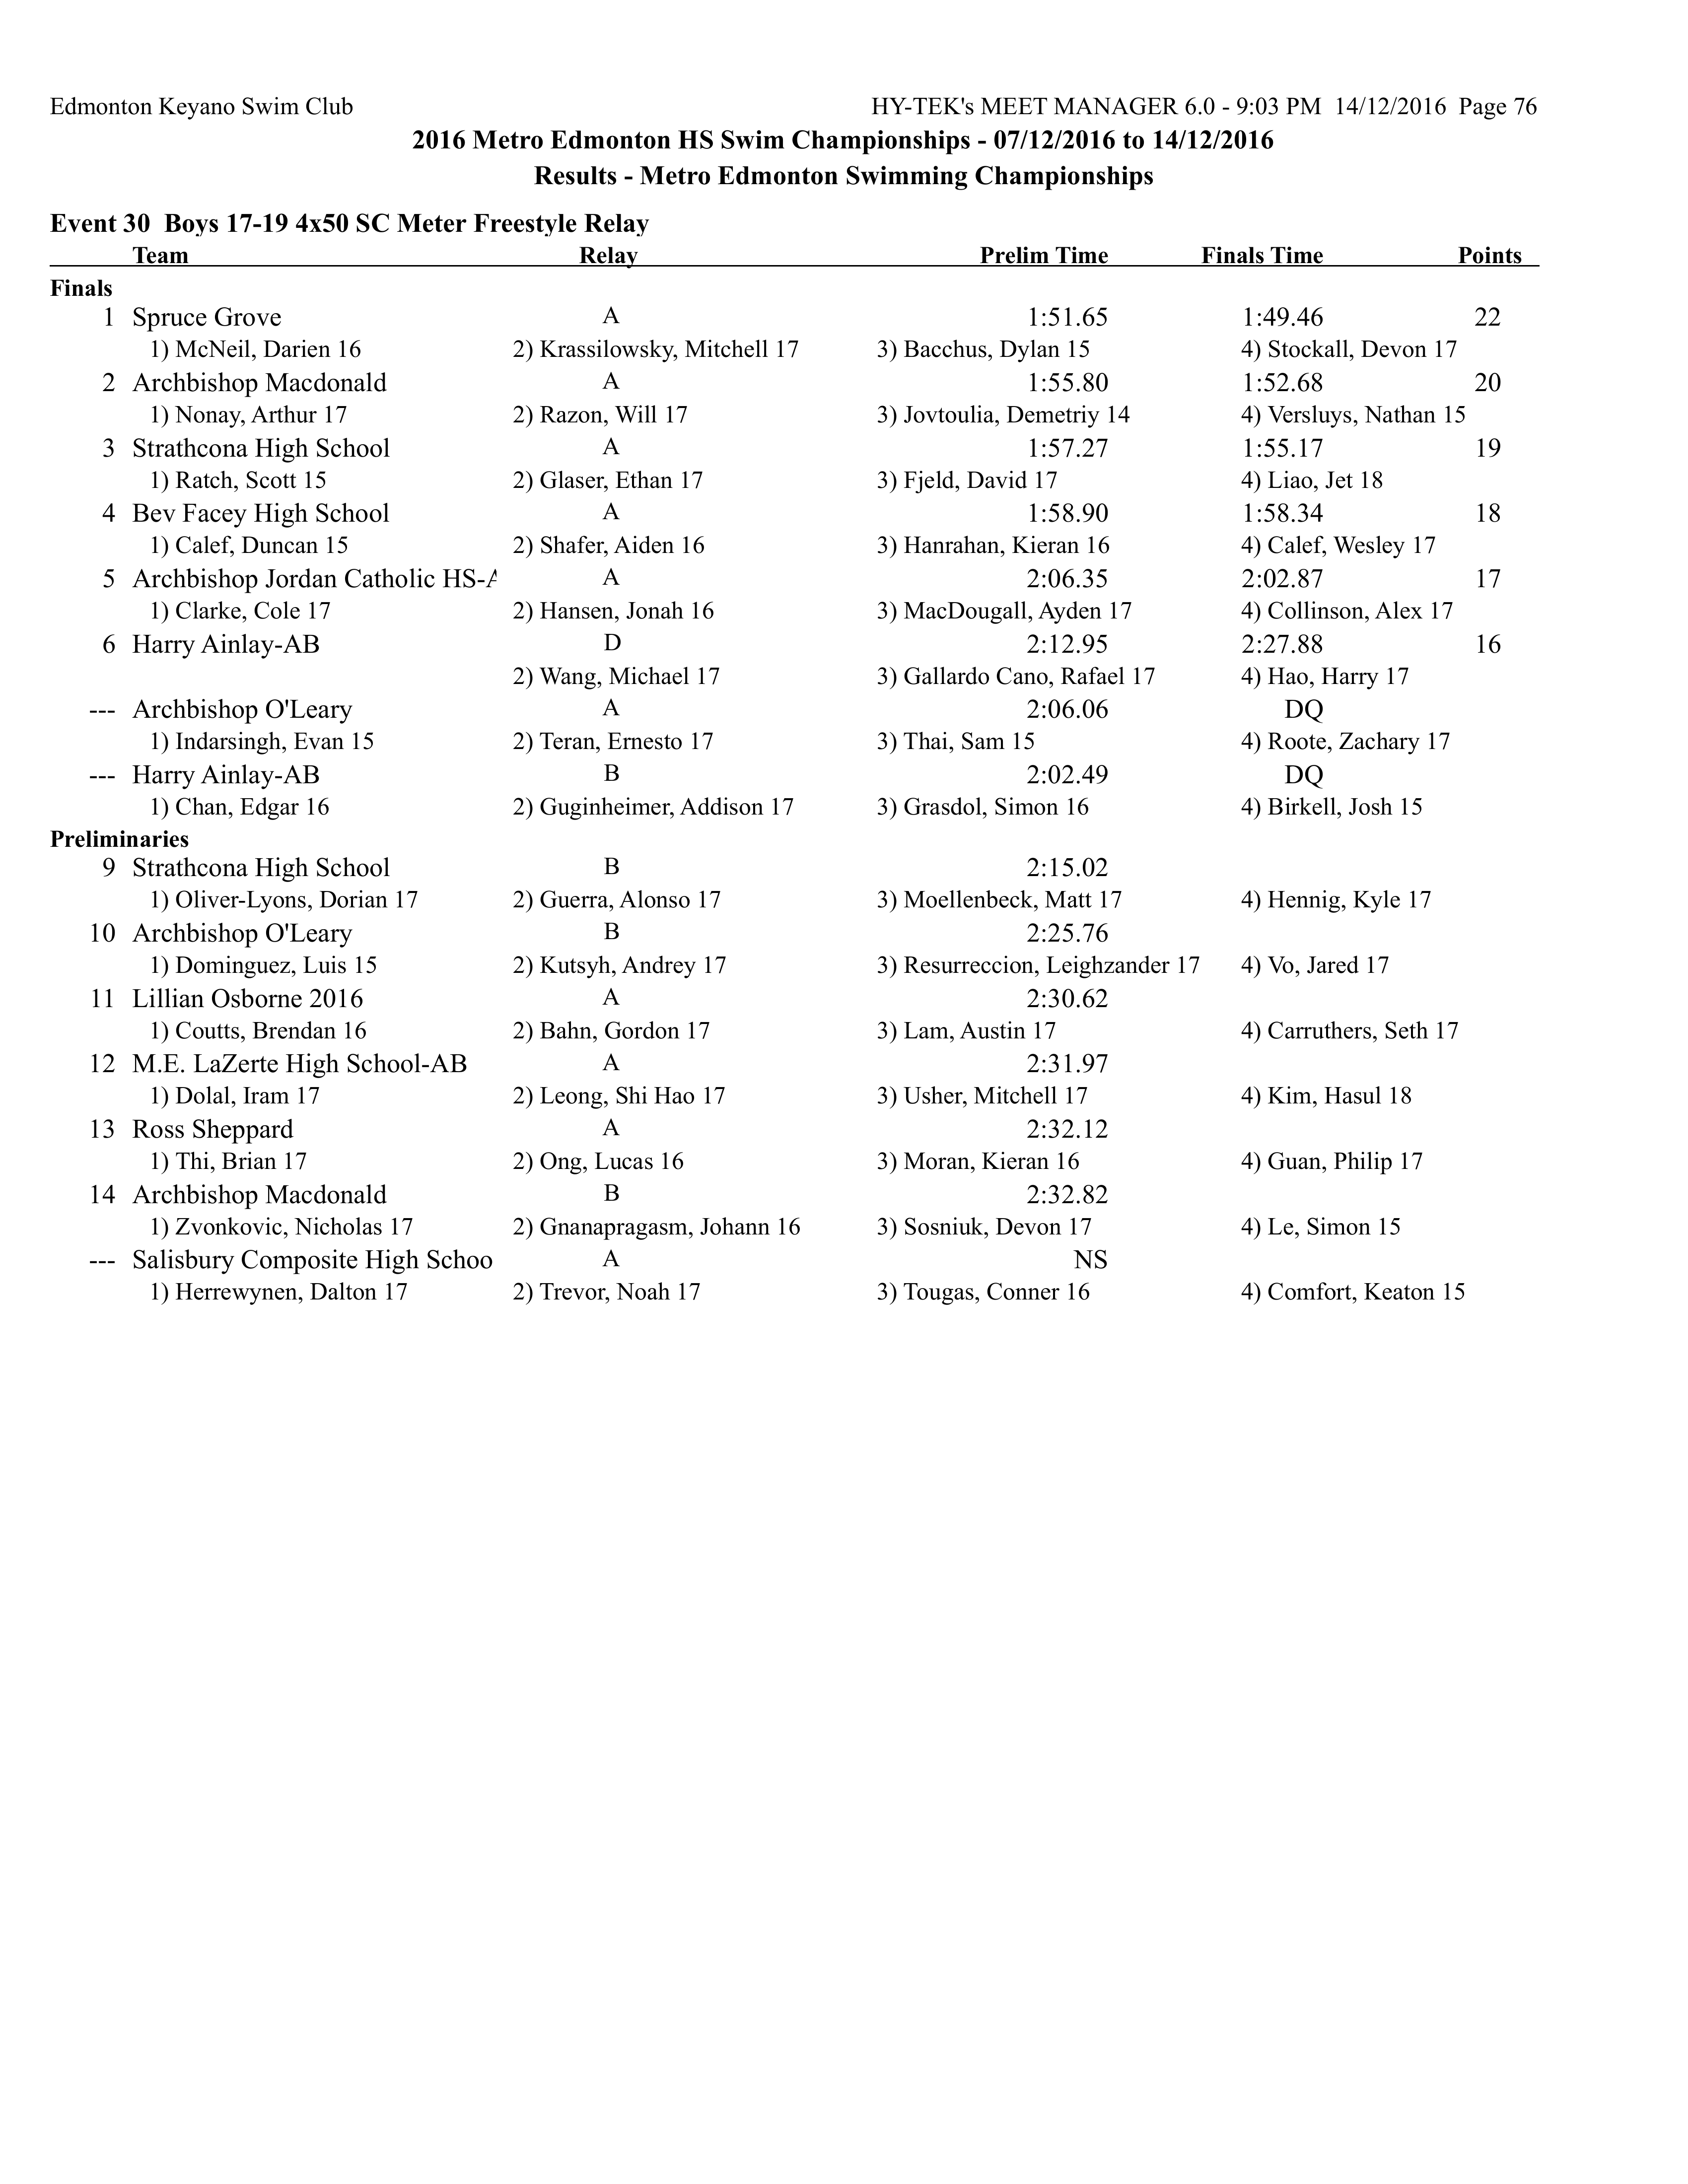 Edmonton Keyano Swim Club HY-TEK's MEET MANAGER 6.0 - 9:03 PM 14/12/2016 Page 76
2016 Metro Edmonton HS Swim Championships - 07/12/2016 to 14/12/2016
Results - Metro Edmonton Swimming Championships
Event 30 Boys 17-19 4x50 SC Meter Freestyle Relay
Team Relay Prelim Time Finals Time Points
Finals
1 Spruce Grove A 1:51.65 1:49.46 22
1) McNeil, Darien 16 2) Krassilowsky, Mitchell 17 3) Bacchus, Dylan 15 4) Stockall, Devon 17
2 Archbishop Macdonald A 1:55.80 1:52.68 20
1) Nonay, Arthur 17 2) Razon, Will 17 3) Jovtoulia, Demetriy 14 4) Versluys, Nathan 15
3 Strathcona High School A 1:57.27 1:55.17 19
1) Ratch, Scott 15 2) Glaser, Ethan 17 3) Fjeld, David 17 4) Liao, Jet 18
4 Bev Facey High School A 1:58.90 1:58.34 18
1) Calef, Duncan 15 2) Shafer, Aiden 16 3) Hanrahan, Kieran 16 4) Calef, Wesley 17
5 Archbishop Jordan Catholic HS-A A 2:06.35 2:02.87 17
1) Clarke, Cole 17 2) Hansen, Jonah 16 3) MacDougall, Ayden 17 4) Collinson, Alex 17
6 Harry Ainlay-AB D 2:12.95 2:27.88 16
2) Wang, Michael 17 3) Gallardo Cano, Rafael 17 4) Hao, Harry 17
--- Archbishop O'Leary A 2:06.06 DQ
1) Indarsingh, Evan 15 2) Teran, Ernesto 17 3) Thai, Sam 15 4) Roote, Zachary 17
--- Harry Ainlay-AB B 2:02.49 DQ
1) Chan, Edgar 16 2) Guginheimer, Addison 17 3) Grasdol, Simon 16 4) Birkell, Josh 15
Preliminaries
9 Strathcona High School B 2:15.02
1) Oliver-Lyons, Dorian 17 2) Guerra, Alonso 17 3) Moellenbeck, Matt 17 4) Hennig, Kyle 17
10 Archbishop O'Leary B 2:25.76
1) Dominguez, Luis 15 2) Kutsyh, Andrey 17 3) Resurreccion, Leighzander 17 4) Vo, Jared 17
11 Lillian Osborne 2016 A 2:30.62
1) Coutts, Brendan 16 2) Bahn, Gordon 17 3) Lam, Austin 17 4) Carruthers, Seth 17
12 M.E. LaZerte High School-AB A 2:31.97
1) Dolal, Iram 17 2) Leong, Shi Hao 17 3) Usher, Mitchell 17 4) Kim, Hasul 18
13 Ross Sheppard A 2:32.12
1) Thi, Brian 17 2) Ong, Lucas 16 3) Moran, Kieran 16 4) Guan, Philip 17
14 Archbishop Macdonald B 2:32.82
1) Zvonkovic, Nicholas 17 2) Gnanapragasm, Johann 16 3) Sosniuk, Devon 17 4) Le, Simon 15
--- Salisbury Composite High Schoo A NS
1) Herrewynen, Dalton 17 2) Trevor, Noah 17 3) Tougas, Conner 16 4) Comfort, Keaton 15